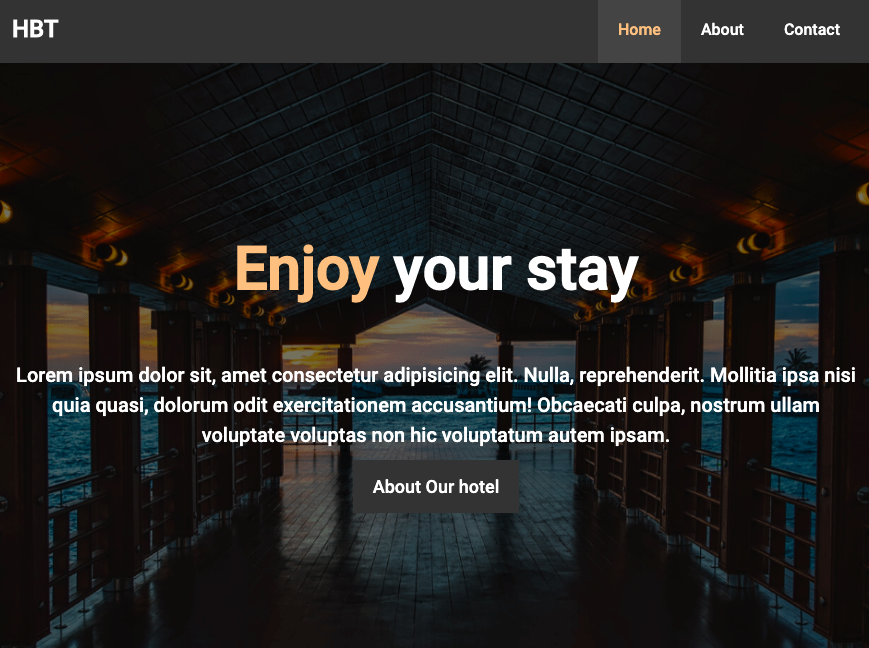 HBT
Home
About
Contact
Enjoy your stay
Lorem ipsum dolor sit, amet consectetur adipisicing elit. Nulla, reprehenderit. Mollitia ipsa nisi
quia quasi, dolorum odit exercitationem accusantium! Obcaecati culpa, nostrum ullam
voluptate voluptas non hic voluptatum autem ipsam.
About Our hotel